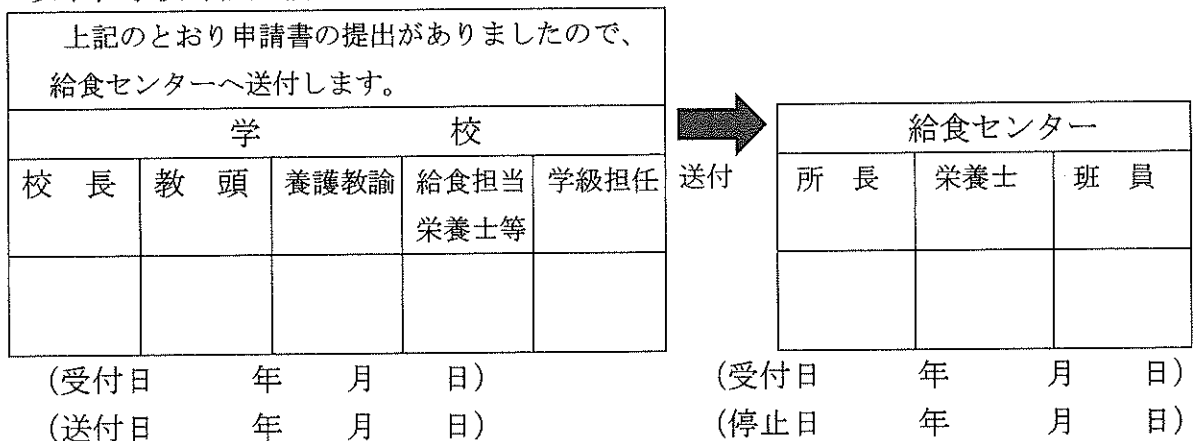 上記のとおり申請書の提出がありましたので、
給食センターへ送付します。
学 校
校 長 教 頭 養護教諭 給食担当 学級担任
栄養士等
(受付日 年 月 日)
(送付日 年 月 日)
送付
給食センター
所 長 栄養士 班 員
(受付日 年 月 日)
(停止日 年 月 日)